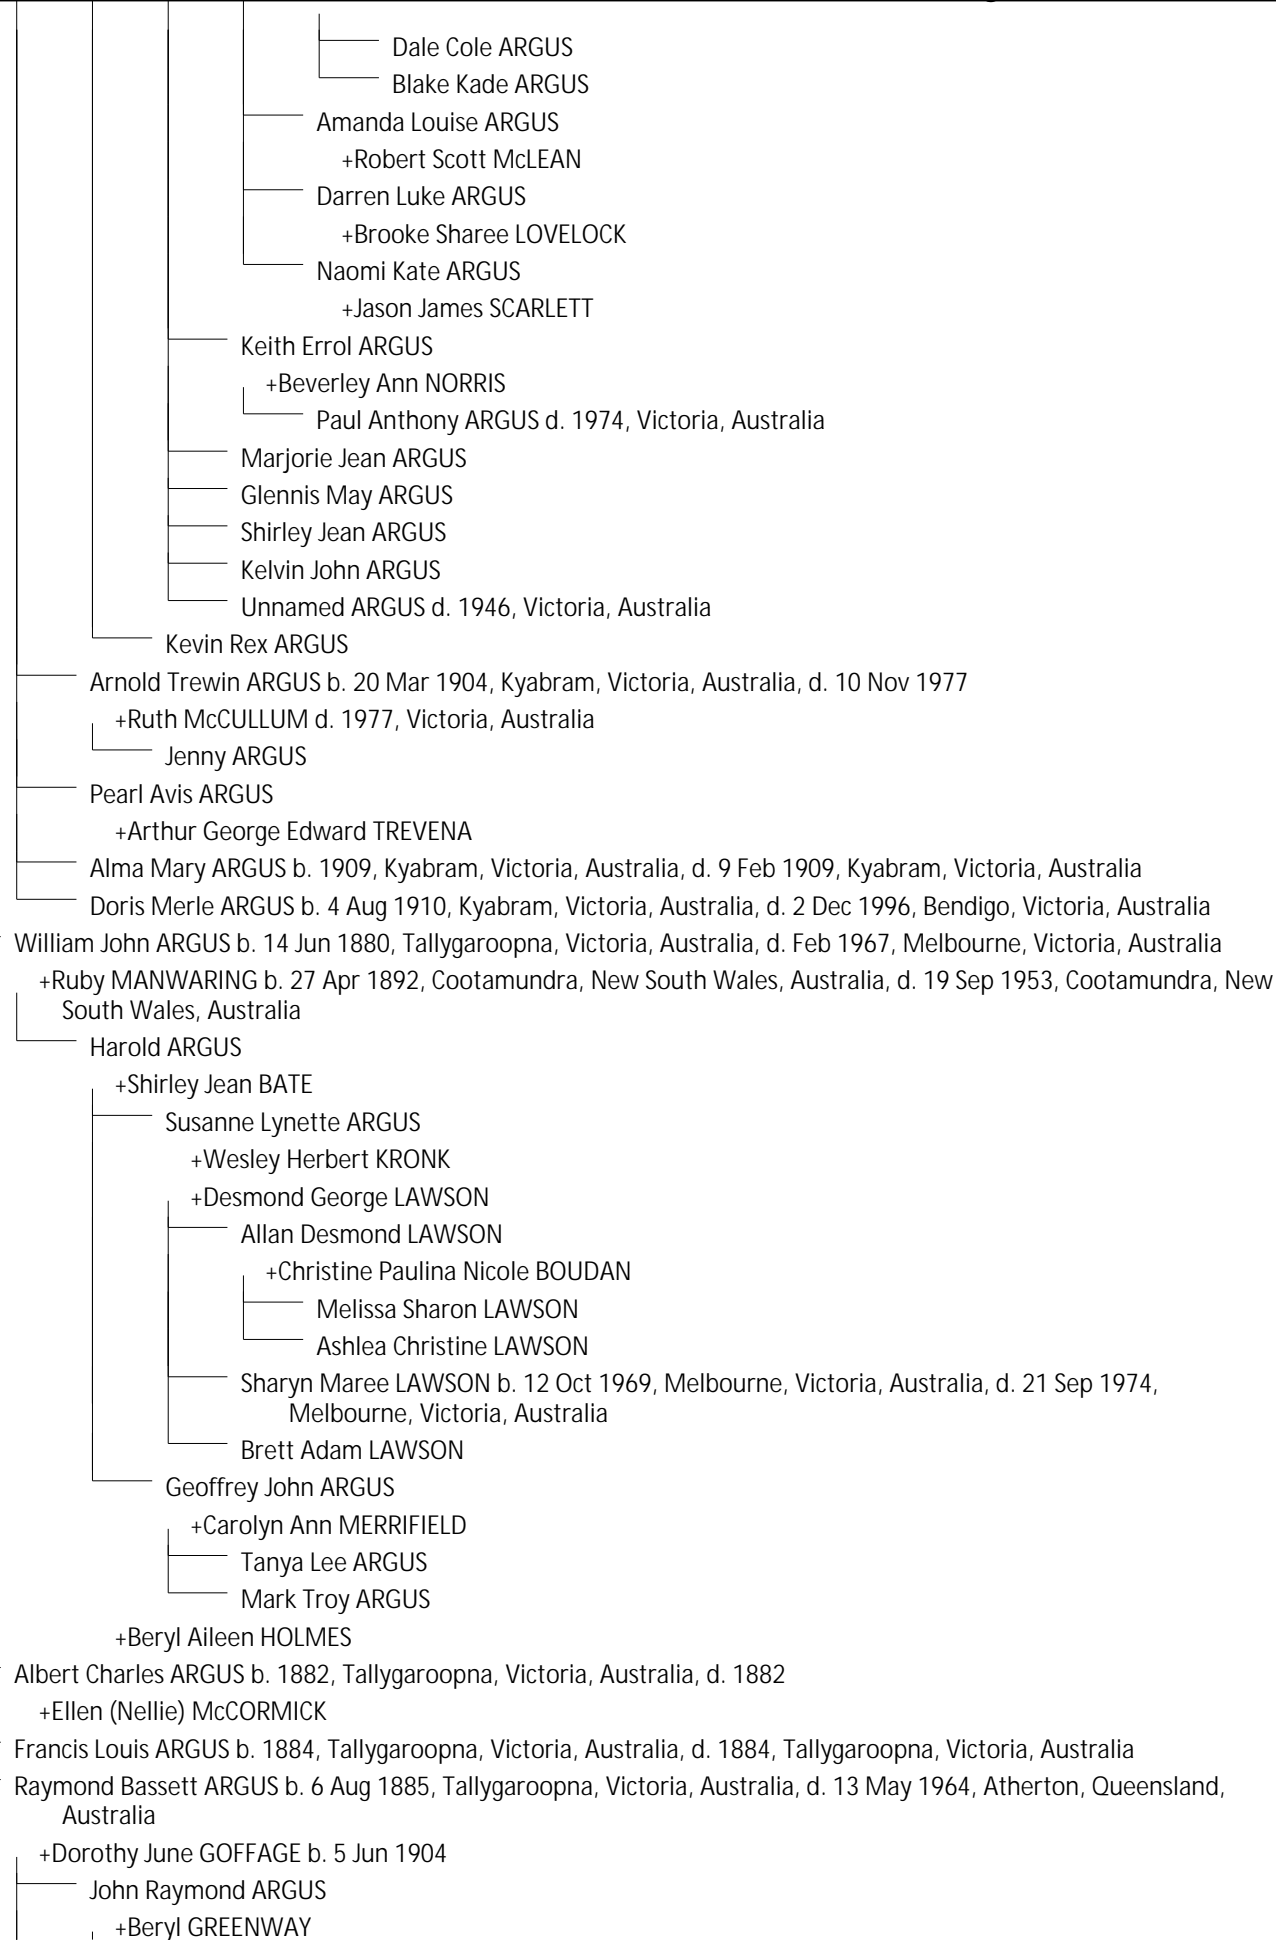 Dale Cole ARGUS
Blake Kade ARGUS
Amanda Louise ARGUS
+Robert Scott McLEAN
Darren Luke ARGUS
+Brooke Sharee LOVELOCK
Naomi Kate ARGUS
+Jason James SCARLETT
Keith Errol ARGUS
+Beverley Ann NORRIS
Paul Anthony ARGUS d. 1974, Victoria, Australia
Marjorie Jean ARGUS
Glennis May ARGUS
Shirley Jean ARGUS
Kelvin John ARGUS
Unnamed ARGUS d. 1946, Victoria, Australia
Kevin Rex ARGUS
Arnold Trewin ARGUS b. 20 Mar 1904, Kyabram, Victoria, Australia, d. 10 Nov 1977
+Ruth McCULLUM d. 1977, Victoria, Australia
Jenny ARGUS
Pearl Avis ARGUS
+Arthur George Edward TREVENA
Alma Mary ARGUS b. 1909, Kyabram, Victoria, Australia, d. 9 Feb 1909, Kyabram, Victoria, Australia
Doris Merle ARGUS b. 4 Aug 1910, Kyabram, Victoria, Australia, d. 2 Dec 1996, Bendigo, Victoria, Australia
William John ARGUS b. 14 Jun 1880, Tallygaroopna, Victoria, Australia, d. Feb 1967, Melbourne, Victoria, Australia
+Ruby MANWARING b. 27 Apr 1892, Cootamundra, New South Wales, Australia, d. 19 Sep 1953, Cootamundra, New
South Wales, Australia
Harold ARGUS
+Shirley Jean BATE
Susanne Lynette ARGUS
+Wesley Herbert KRONK
+Desmond George LAWSON
Allan Desmond LAWSON
+Christine Paulina Nicole BOUDAN
Melissa Sharon LAWSON
Ashlea Christine LAWSON
Sharyn Maree LAWSON b. 12 Oct 1969, Melbourne, Victoria, Australia, d. 21 Sep 1974,
Melbourne, Victoria, Australia
Brett Adam LAWSON
Geoffrey John ARGUS
+Carolyn Ann MERRIFIELD
Tanya Lee ARGUS
Mark Troy ARGUS
+Beryl Aileen HOLMES
Albert Charles ARGUS b. 1882, Tallygaroopna, Victoria, Australia, d. 1882
+Ellen (Nellie) McCORMICK
Francis Louis ARGUS b. 1884, Tallygaroopna, Victoria, Australia, d. 1884, Tallygaroopna, Victoria, Australia
Raymond Bassett ARGUS b. 6 Aug 1885, Tallygaroopna, Victoria, Australia, d. 13 May 1964, Atherton, Queensland,
Australia
+Dorothy June GOFFAGE b. 5 Jun 1904
John Raymond ARGUS
+Beryl GREENWAY